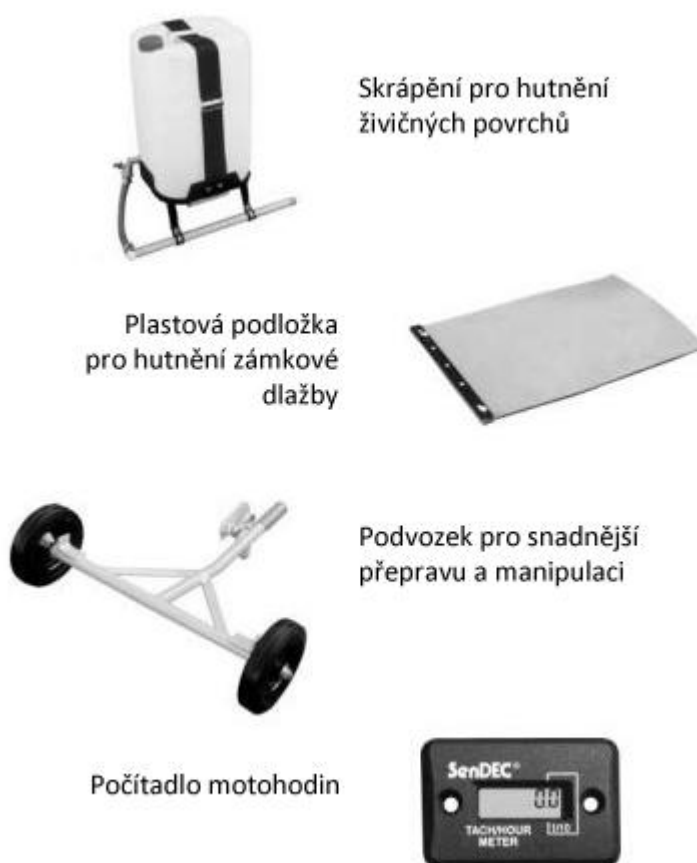 Skrápění pro hutnění
živičných povrchů
Plastová podložka
pro hutnění zámkové
dlažby
Podvozek pro snadnější
přepravu a manipulaci
Počítadlo motohodin
SenDEC®
TACH/HOUR
METER